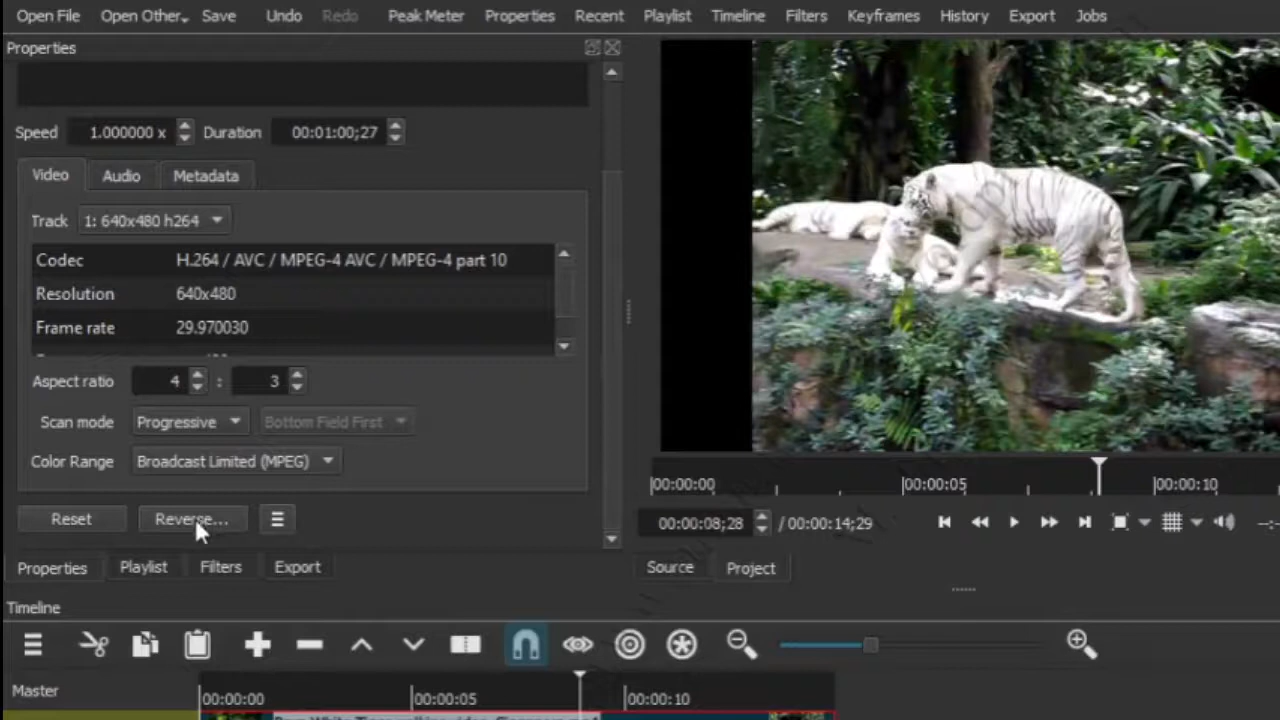 Open File Open Other... Save Undo Redo Peak Meter Properties Recent Playlist Timeline Filters Keyframes History Export Jobs
Properties
Speed 1.000000 x Duration 00:01:00;27
Video Audio Metadata
Track 1: 640x480 h264
Codec H.264 / AVC / MPEG-4 AVC / MPEG-4 part 10
Resolution 640x480
Frame rate 29.970030
Aspect ratio 4 : 3
Scan mode Progressive Bottom Field First
Color Range Broadcast Limited (MPEG)
Reset Reverse...
Properties Playlist Filters Export
00:00:00 00:00:05 00:00:10
00:00:08;28 / 00:00:14;29 --:
Source Project
Timeline
Master
00:00:00 00:00:05 00:00:10